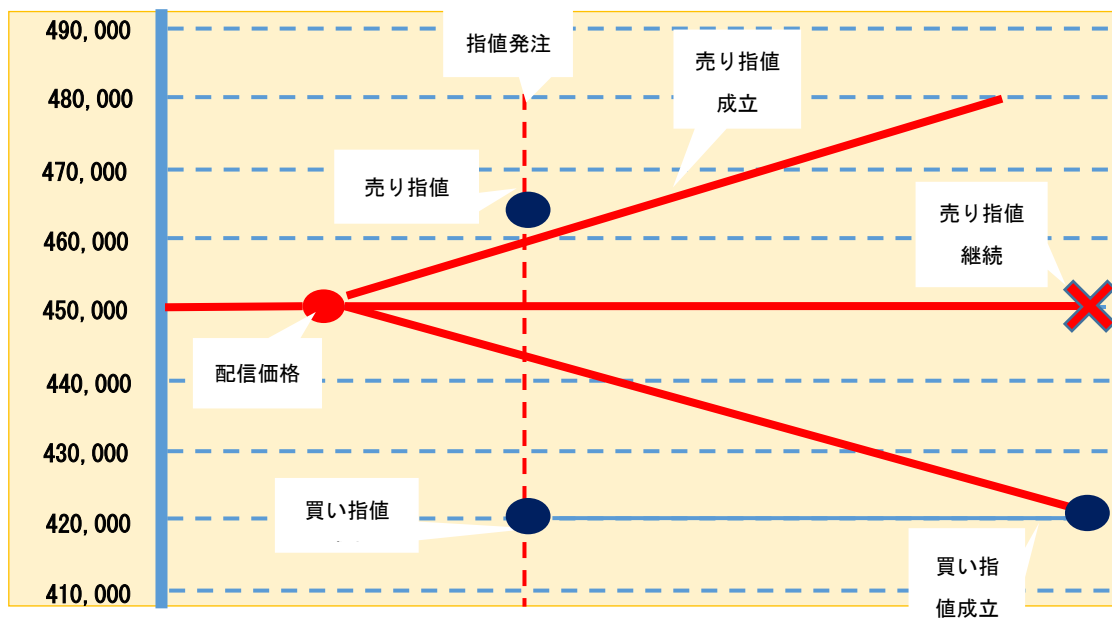 490,000
指値発注
売り指値
成立
480,000
470,000
売り指値
売り指値
継続
460,000
450,000
配信価格
440,000
430,000
買い指値
420,000
買い指
値成立
410,000